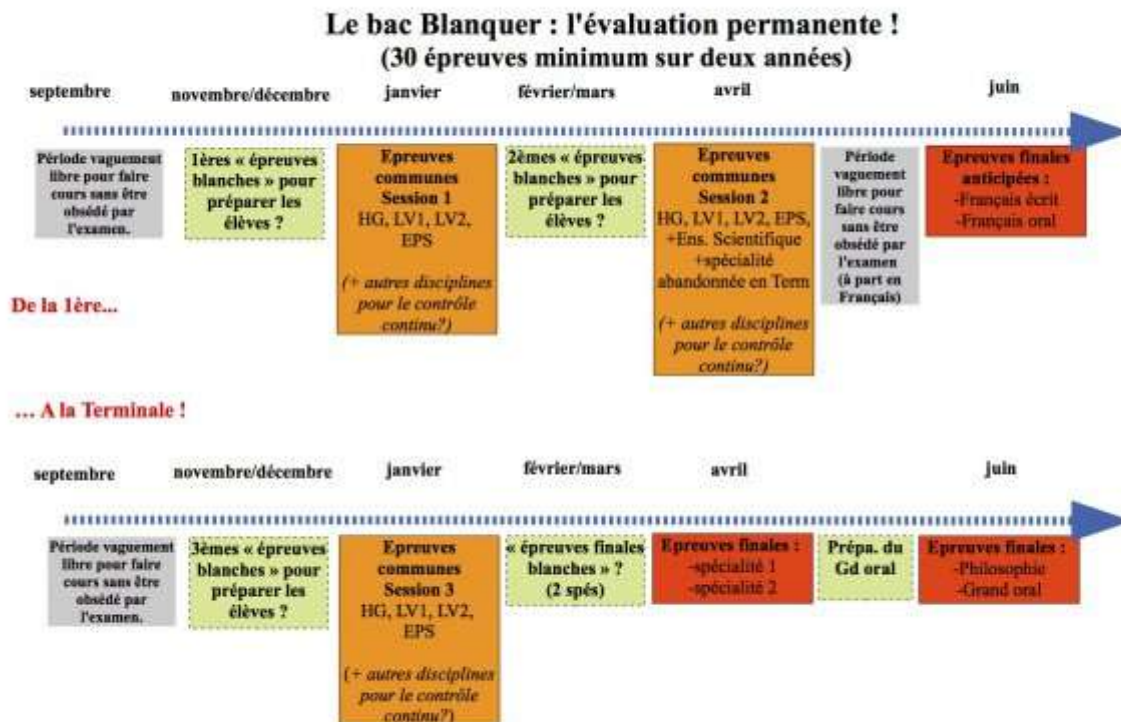 Le bac Blanquer : l'évaluation permanente !
(30 épreuves minimum sur deux années)
septembre
novembre/décembre
janvier
février/mars
avril
juin
Période vaguement
libre pour faire
cours sans être
obsédé par
l'examen.
1ères « épreuves
blanches » pour
préparer les
élèves ?
Epreuves
communes
Session 1
HG, LV1, LV2,
EPS
(+ autres disciplines
pour le contrôle
continu?)
2èmes « épreuves
blanches » pour
préparer les
élèves ?
Epreuves
communes
Session 2
HG, LV1, LV2, EPS,
+Ens. Scientifique
+spécialité
abandonnée en Term
(+ autres disciplines
pour le contrôle
continu?)
Période
vaguement
libre pour
faire cours
sans être
obsédé par
l'examen
(à part en
Français)
Epreuves finales
anticipées :
-Français écrit
-Français oral
De la 1ère...
… A la Terminale !
septembre
novembre/décembre
janvier
février/mars
avril
juin
Période vaguement
libre pour faire
cours sans être
obsédé par
l'examen.
3èmes « épreuves
blanches » pour
préparer les
élèves ?
Epreuves
communes
Session 3
HG, LV1, LV2,
EPS
(+ autres disciplines
pour le contrôle
continu?)
« épreuves finales
blanches » ?
(2 spés)
Epreuves finales :
-spécialité 1
-spécialité 2
Prépa. du
Gd oral
Epreuves finales :
-Philosophie
-Grand oral